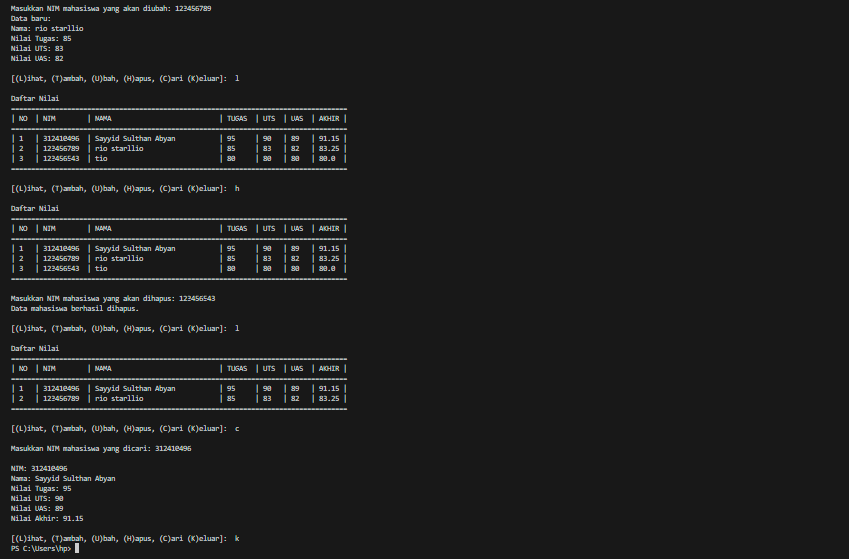 Masukkan NIM mahasiswa yang akan diubah: 123456789
Data baru:
Nama: rio starllio
Nilai Tugas: 85
Nilai UTS: 83
Nilai UAS: 82
[(L)ihat, (T)ambah, (U)bah, (H)apus, (C)ari (K)eluar]: l
Daftar Nilai
==================================================================================
| NO | NIM | NAMA | TUGAS | UTS | UAS | AKHIR |
==================================================================================
| 1 | 312410496 | Sayyid Sulthan Abyan | 95 | 90 | 89 | 91.15 |
| 2 | 123456789 | rio starllio | 85 | 83 | 82 | 83.25 |
| 3 | 123456543 | tio | 80 | 80 | 80 | 80.0 |
==================================================================================
[(L)ihat, (T)ambah, (U)bah, (H)apus, (C)ari (K)eluar]: h
Daftar Nilai
==================================================================================
| NO | NIM | NAMA | TUGAS | UTS | UAS | AKHIR |
==================================================================================
| 1 | 312410496 | Sayyid Sulthan Abyan | 95 | 90 | 89 | 91.15 |
| 2 | 123456789 | rio starllio | 85 | 83 | 82 | 83.25 |
| 3 | 123456543 | tio | 80 | 80 | 80 | 80.0 |
==================================================================================
Masukkan NIM mahasiswa yang akan dihapus: 123456543
Data mahasiswa berhasil dihapus.
[(L)ihat, (T)ambah, (U)bah, (H)apus, (C)ari (K)eluar]: l
Daftar Nilai
==================================================================================
| NO | NIM | NAMA | TUGAS | UTS | UAS | AKHIR |
==================================================================================
| 1 | 312410496 | Sayyid Sulthan Abyan | 95 | 90 | 89 | 91.15 |
| 2 | 123456789 | rio starllio | 85 | 83 | 82 | 83.25 |
==================================================================================
[(L)ihat, (T)ambah, (U)bah, (H)apus, (C)ari (K)eluar]: c
Masukkan NIM mahasiswa yang dicari: 312410496
NIM: 312410496
Nama: Sayyid Sulthan Abyan
Nilai Tugas: 95
Nilai UTS: 90
Nilai UAS: 89
Nilai Akhir: 91.15
[(L)ihat, (T)ambah, (U)bah, (H)apus, (C)ari (K)eluar]: k
PS C:\Users\hp>